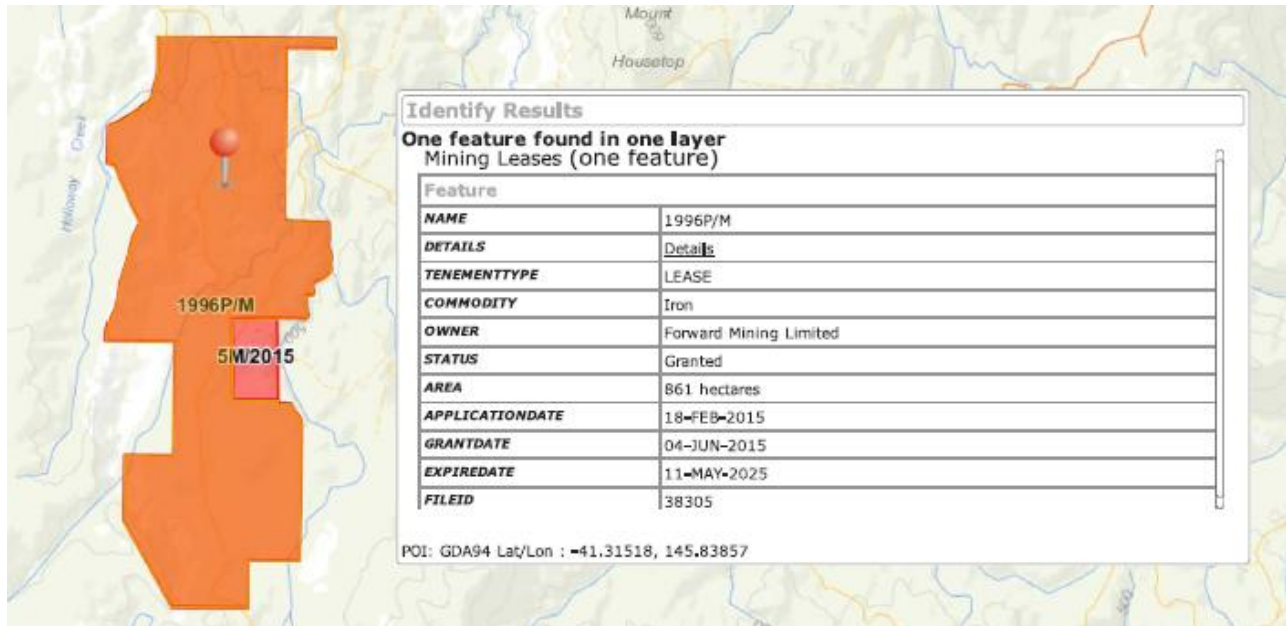 Mount
Housetop
Holloway Creek
1996P/M
5M/2015
Identify Results
One feature found in one layer
Mining Leases (one feature)
Feature
NAME 1996P/M
DETAILS Details
TENEMENTTYPE LEASE
COMMODITY Iron
OWNER Forward Mining Limited
STATUS Granted
AREA 861 hectares
APPLICATIONDATE 18-FEB-2015
GRANTDATE 04-JUN-2015
EXPIREDATE 11-MAY-2025
FILEID 38305
POI: GDA94 Lat/Lon : -41.31518, 145.83857